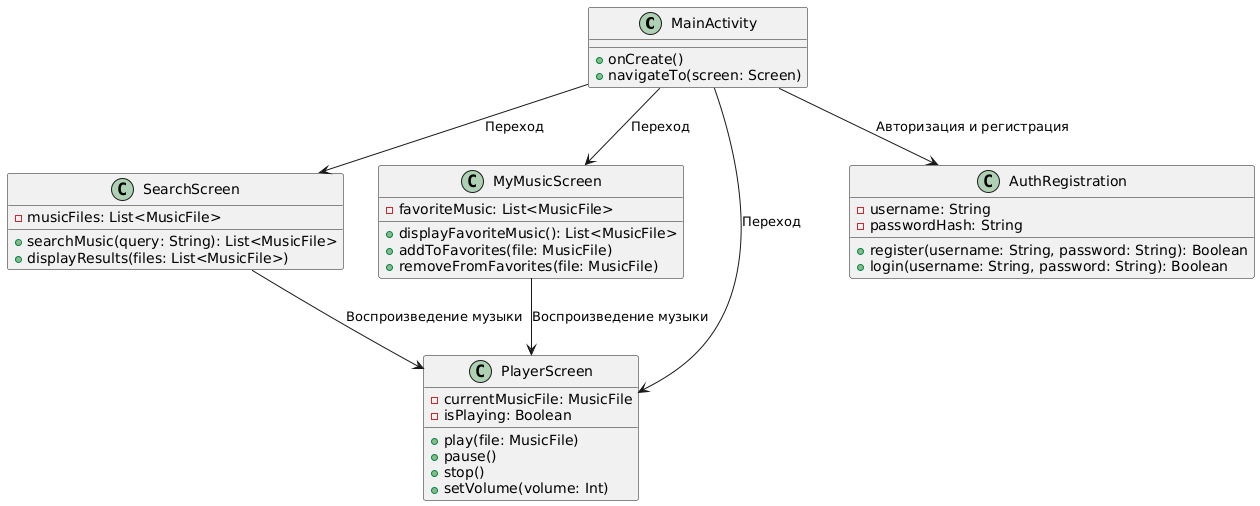 C MainActivity
onCreate()
navigateTo(screen: Screen)
Переход
Переход
Авторизация и регистрация
C SearchScreen
musicFiles: List<MusicFile>
searchMusic(query: String): List<MusicFile>
displayResults(files: List<MusicFile>)
C MyMusicScreen
favoriteMusic: List<MusicFile>
displayFavoriteMusic(): List<MusicFile>
addToFavorites(file: MusicFile)
removeFromFavorites(file: MusicFile)
Переход
C AuthRegistration
username: String
passwordHash: String
register(username: String, password: String): Boolean
login(username: String, password: String): Boolean
Воспроизведение музыки
Воспроизведение музыки
C PlayerScreen
currentMusicFile: MusicFile
isPlaying: Boolean
play(file: MusicFile)
pause()
stop()
setVolume(volume: Int)